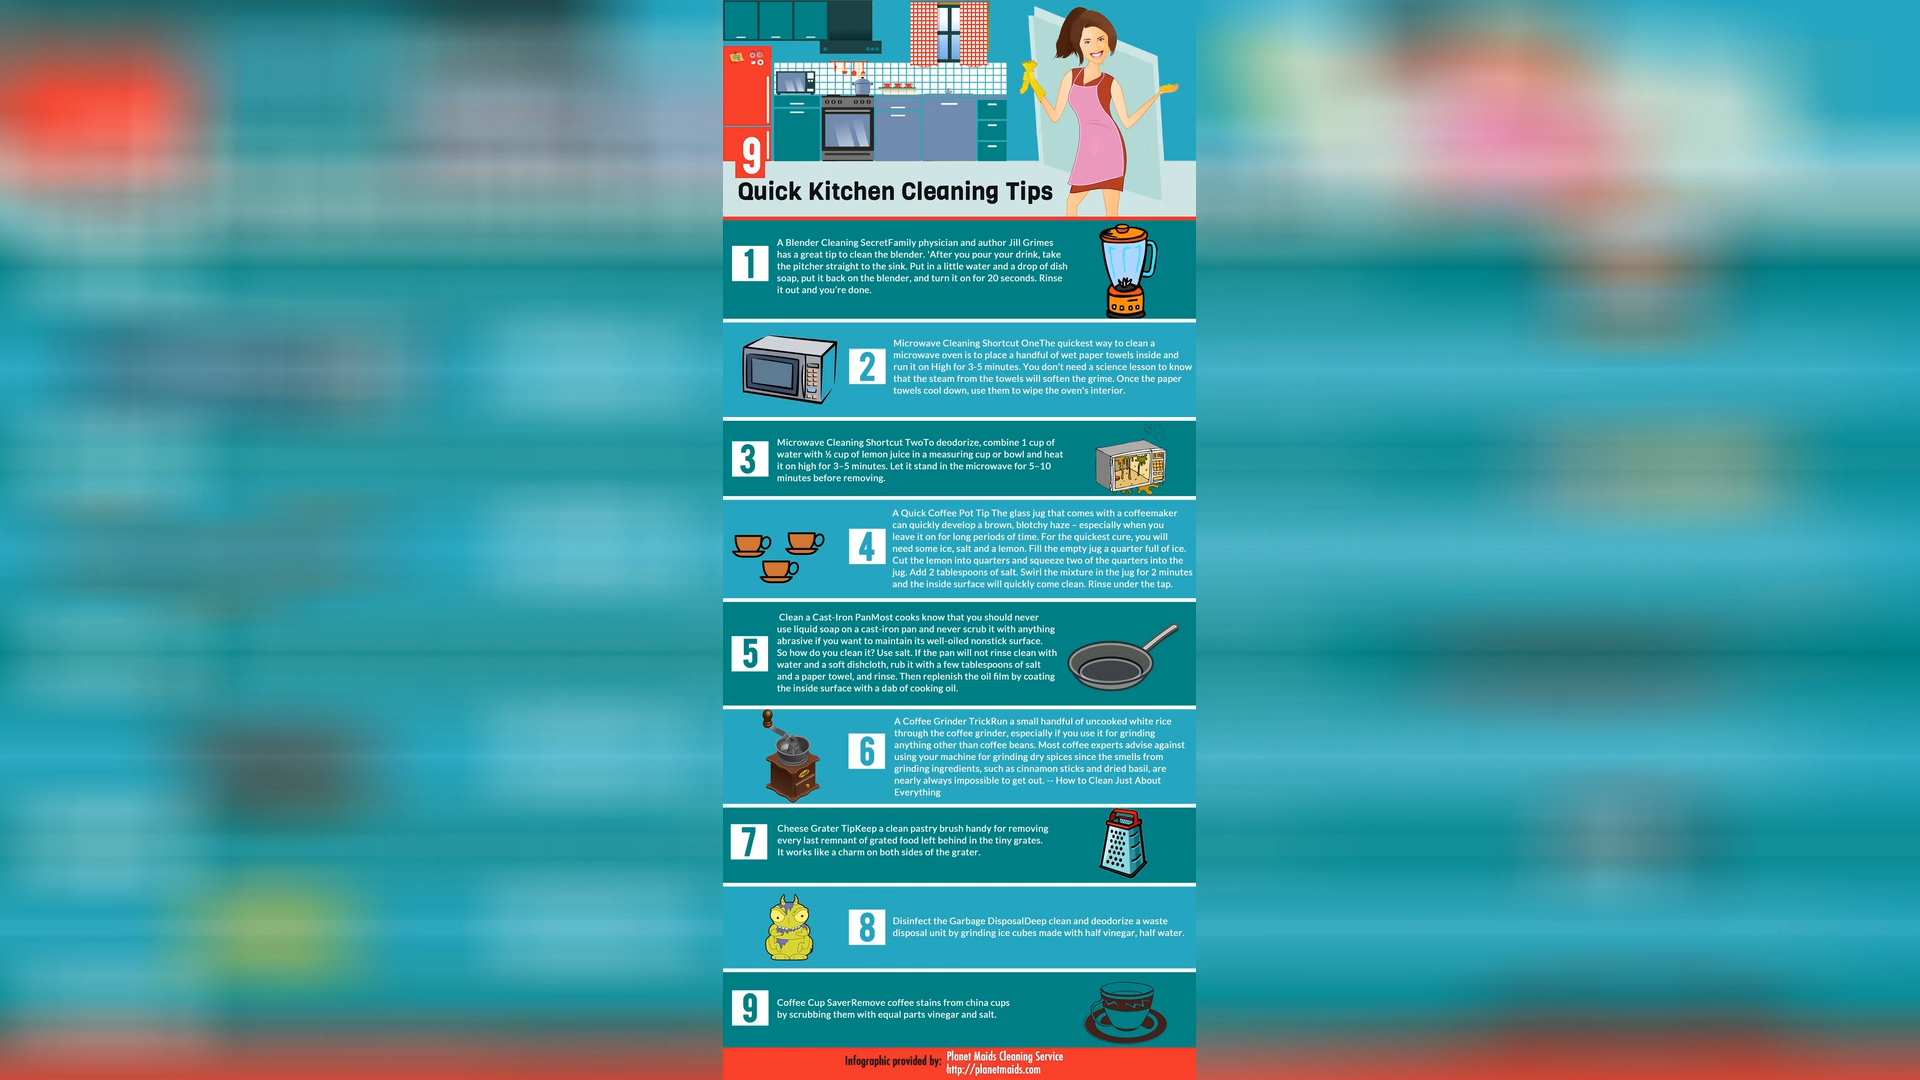 9
Quick Kitchen Cleaning Tips
1
A Blender Cleaning SecretFamily physician and author Jill Grimes
has a great tip to clean the blender. 'After you pour your drink, take
the pitcher straight to the sink. Put in a little water and a drop of dish
soap, put it back on the blender, and turn it on for 20 seconds. Rinse
it out and you're done.
2
Microwave Cleaning Shortcut OneThe quickest way to clean a
microwave oven is to place a handful of wet paper towels inside and
run it on High for 3-5 minutes. You don't need a science lesson to know
that the steam from the towels will soften the grime. Once the paper
towels cool down, use them to wipe the oven's interior.
3
Microwave Cleaning Shortcut TwoTo deodorize, combine 1 cup of
water with ½ cup of lemon juice in a measuring cup or bowl and heat
it on high for 3–5 minutes. Let it stand in the microwave for 5–10
minutes before removing.
4
A Quick Coffee Pot Tip The glass jug that comes with a coffeemaker
can quickly develop a brown, blotchy haze – especially when you
leave it on for long periods of time. For the quickest cure, you will
need some ice, salt and a lemon. Fill the empty jug a quarter full of ice.
Cut the lemon into quarters and squeeze two of the quarters into the
jug. Add 2 tablespoons of salt. Swirl the mixture in the jug for 2 minutes
and the inside surface will quickly come clean. Rinse under the tap.
5
Clean a Cast-Iron PanMost cooks know that you should never
use liquid soap on a cast-iron pan and never scrub it with anything
abrasive if you want to maintain its well-oiled nonstick surface.
So how do you clean it? Use salt. If the pan will not rinse clean with
water and a soft dishcloth, rub it with a few tablespoons of salt
and a paper towel, and rinse. Then replenish the oil film by coating
the inside surface with a dab of cooking oil.
6
A Coffee Grinder TrickRun a small handful of uncooked white rice
through the coffee grinder, especially if you use it for grinding
anything other than coffee beans. Most coffee experts advise against
using your machine for grinding dry spices since the smells from
grinding ingredients, such as cinnamon sticks and dried basil, are
nearly always impossible to get out. -- How to Clean Just About
Everything
7
Cheese Grater TipKeep a clean pastry brush handy for removing
every last remnant of grated food left behind in the tiny grates.
It works like a charm on both sides of the grater.
8
Disinfect the Garbage DisposalDeep clean and deodorize a waste
disposal unit by grinding ice cubes made with half vinegar, half water.
9
Coffee Cup SaverRemove coffee stains from china cups
by scrubbing them with equal parts vinegar and salt.
Infographic provided by: Planet Maids Cleaning Service
http://planetmaids.com